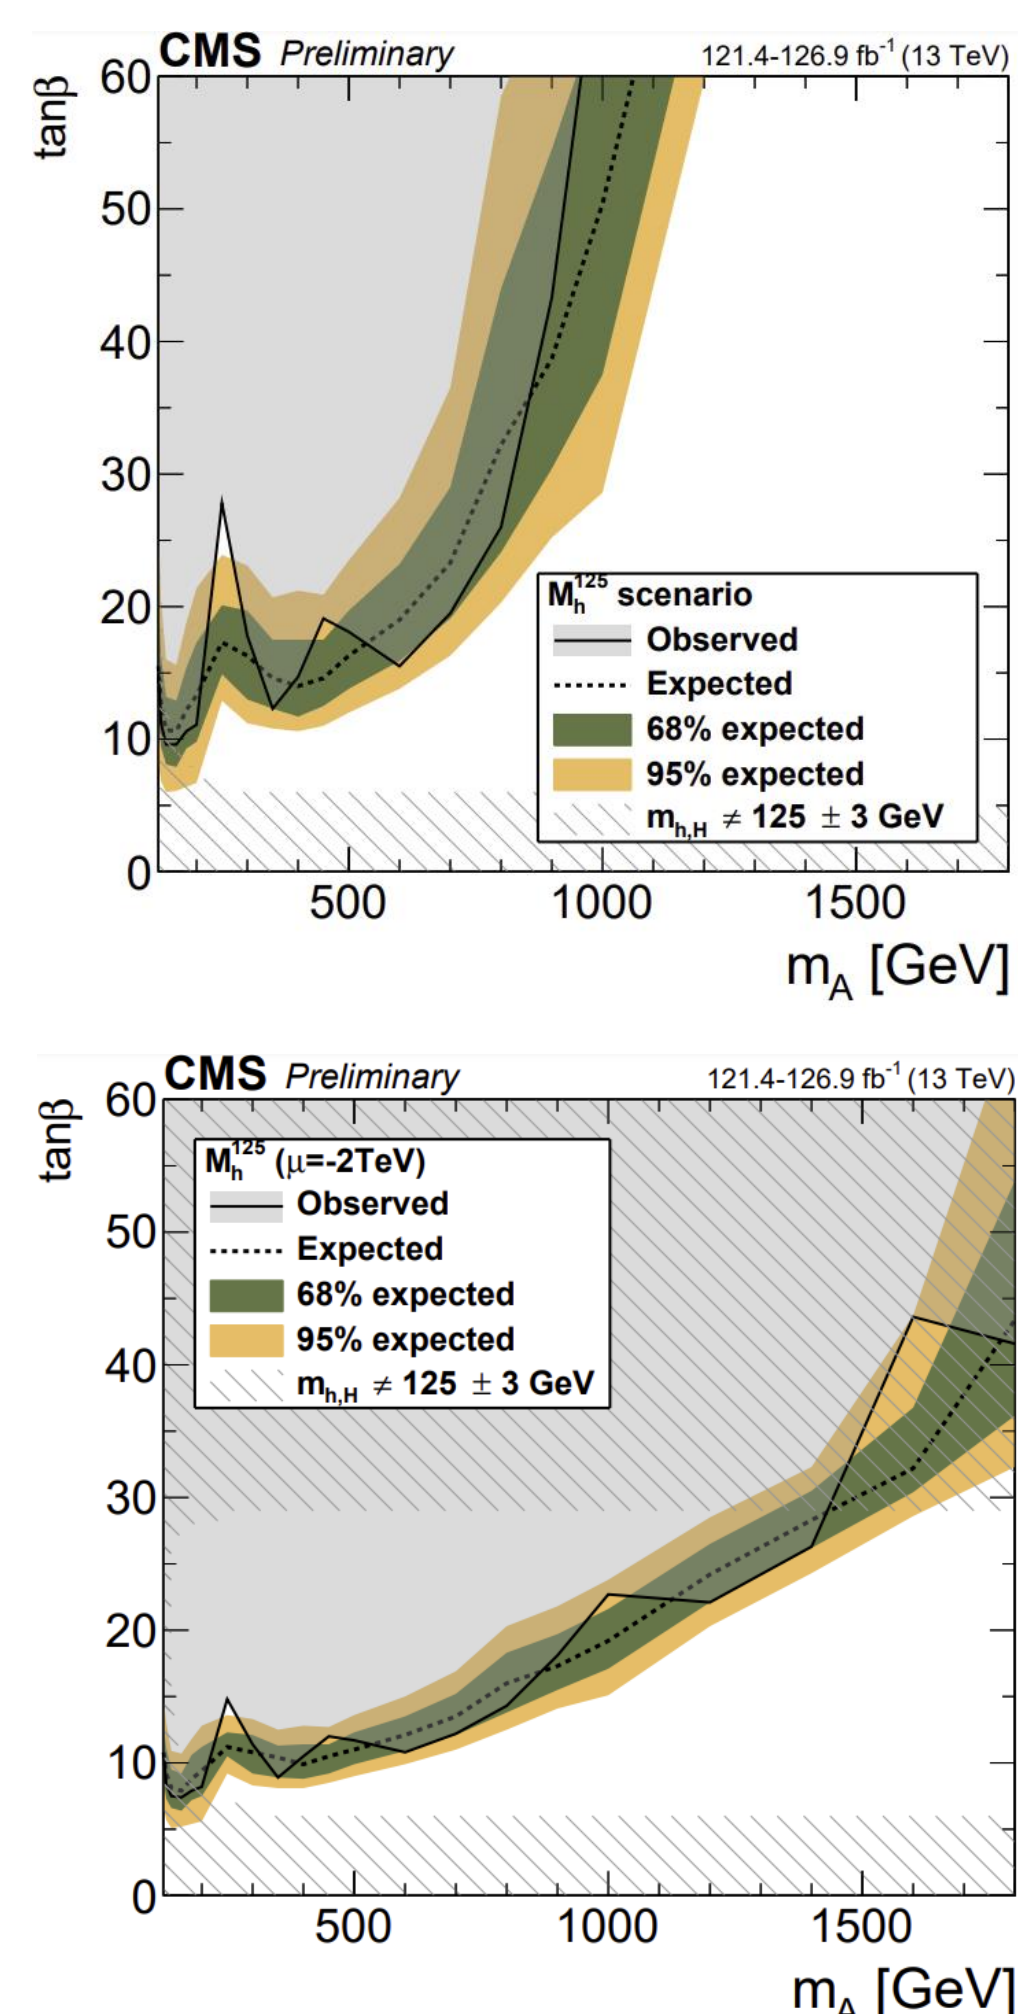 CMS Preliminary 121.4-126.9 fb⁻¹ (13 TeV)
tanβ
60
50
40
30
20
10
0
M_h^125 scenario
Observed
Expected
68% expected
95% expected
m_h,H ≠ 125 ± 3 GeV
500 1000 1500
m_A [GeV]
CMS Preliminary 121.4-126.9 fb⁻¹ (13 TeV)
tanβ
60
M_h^125 (μ=-2TeV)
Observed
Expected
68% expected
95% expected
m_h,H ≠ 125 ± 3 GeV
50
40
30
20
10
0
500 1000 1500
m_A [GeV]